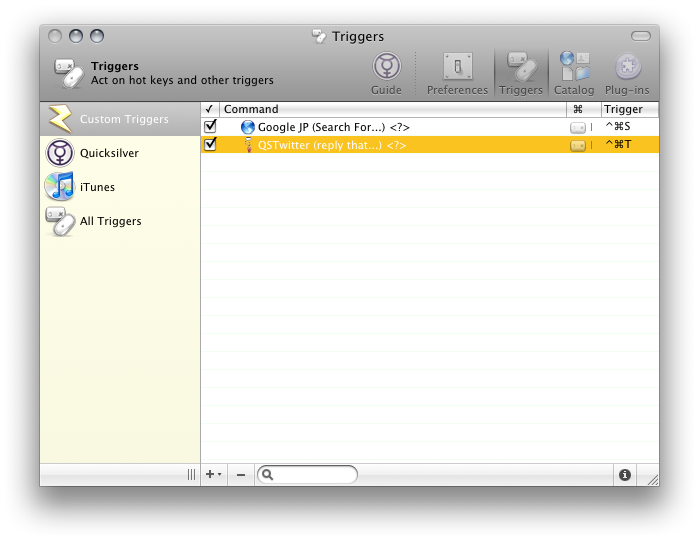 Triggers
Triggers
Act on hot keys and other triggers
Guide
Preferences
Triggers
Catalog
Plug-ins
✓ Command ⌘ Trigger
Custom Triggers
Quicksilver
iTunes
All Triggers
Google JP (Search For...) <?> ^⌘S
QSTwitter (reply that...) <?> ^⌘T